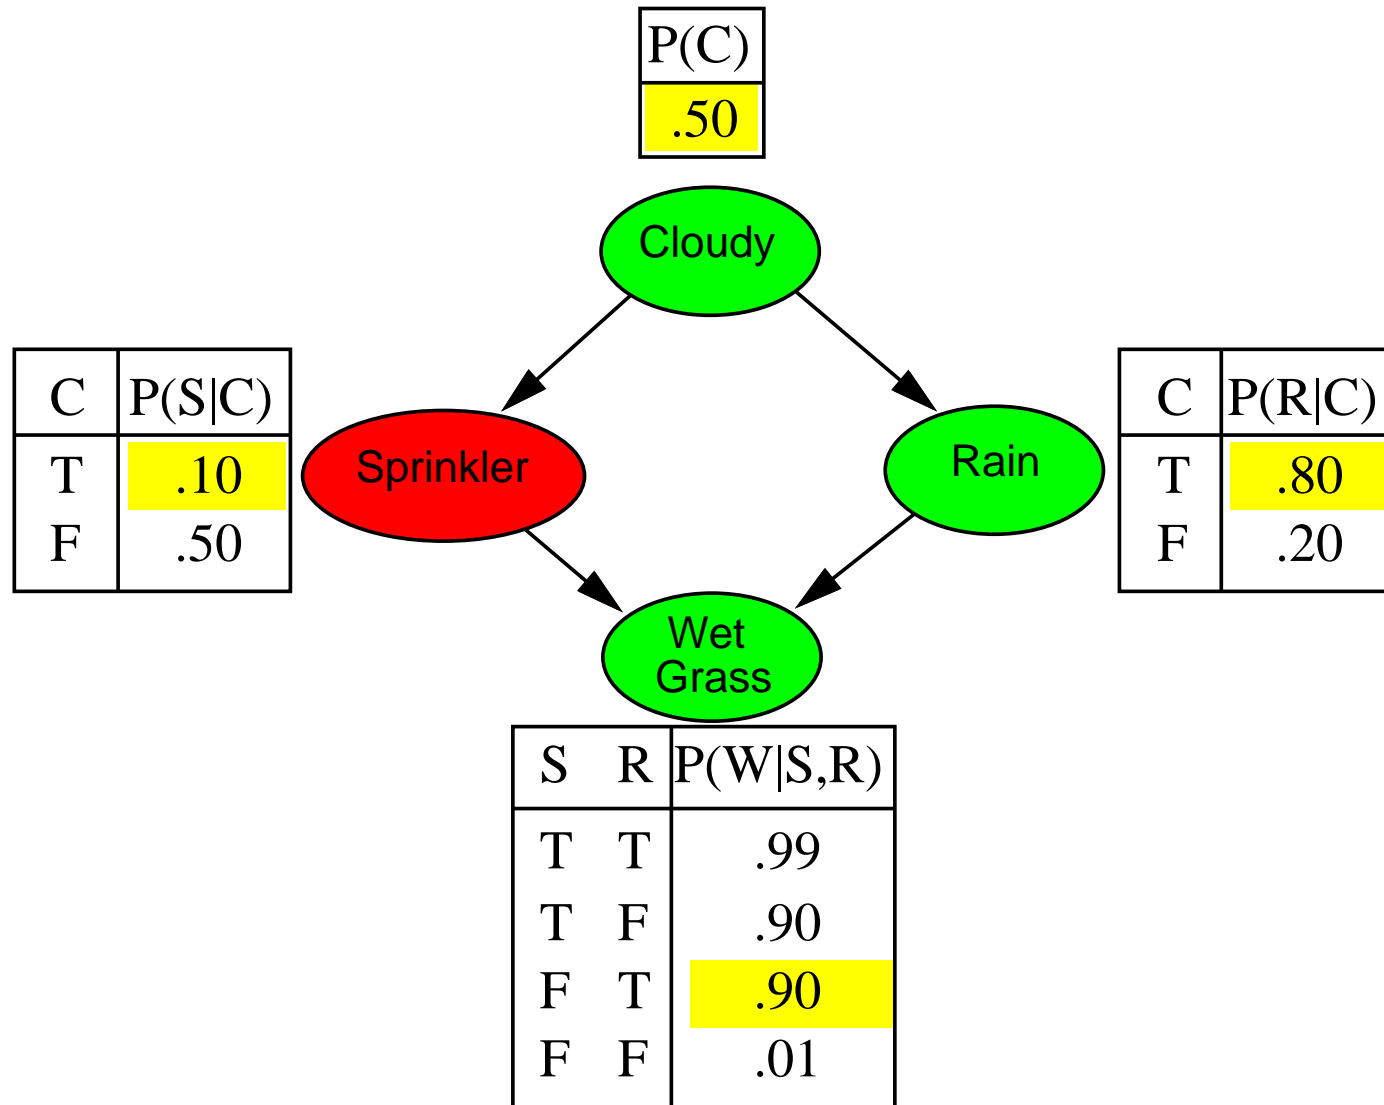 P(C)
.50
Cloudy
C P(S|C)
T .10
F .50
Sprinkler
Rain
C P(R|C)
T .80
F .20
Wet
Grass
S R P(W|S,R)
T T .99
T F .90
F T .90
F F .01